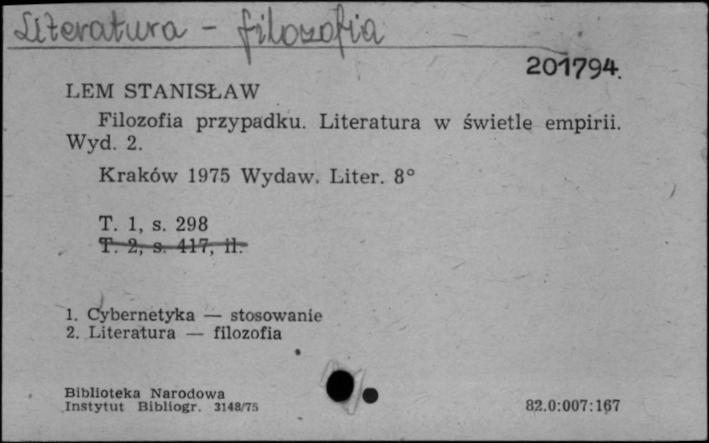 Literatura - filozofia
201794.
LEM STANISŁAW
Filozofia przypadku. Literatura w świetle empirii.
Wyd. 2.
Kraków 1975 Wydaw. Liter. 8°
T. 1, s. 298
T. 2, s. 417, il.
1. Cybernetyka — stosowanie
2. Literatura — filozofia
Biblioteka Narodowa
Instytut Bibliogr. 3148/75
82.0:007:167